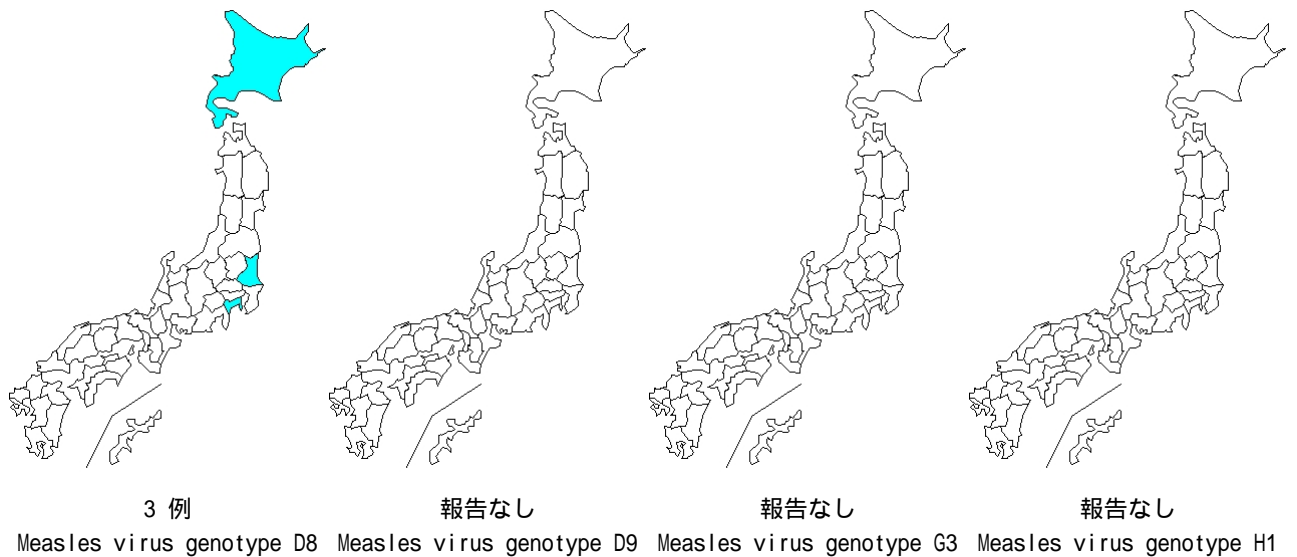 3 例 報告なし 報告なし 報告なし
Measles virus genotype D8 Measles virus genotype D9 Measles virus genotype G3 Measles virus genotype H1